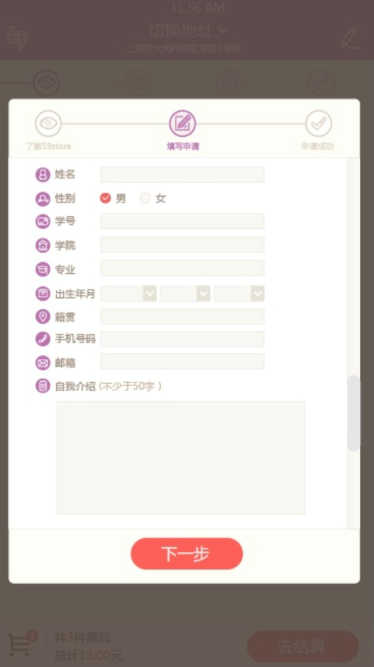 11:56 AM
切换地址
了解59store
填写申请
申请成功
姓名
性别 男 女
学号
学院
专业
出生年月
籍贯
手机号码
邮箱
自我介绍 (不少于50字)
下一步
共3件商品
总计13.00元
去结算